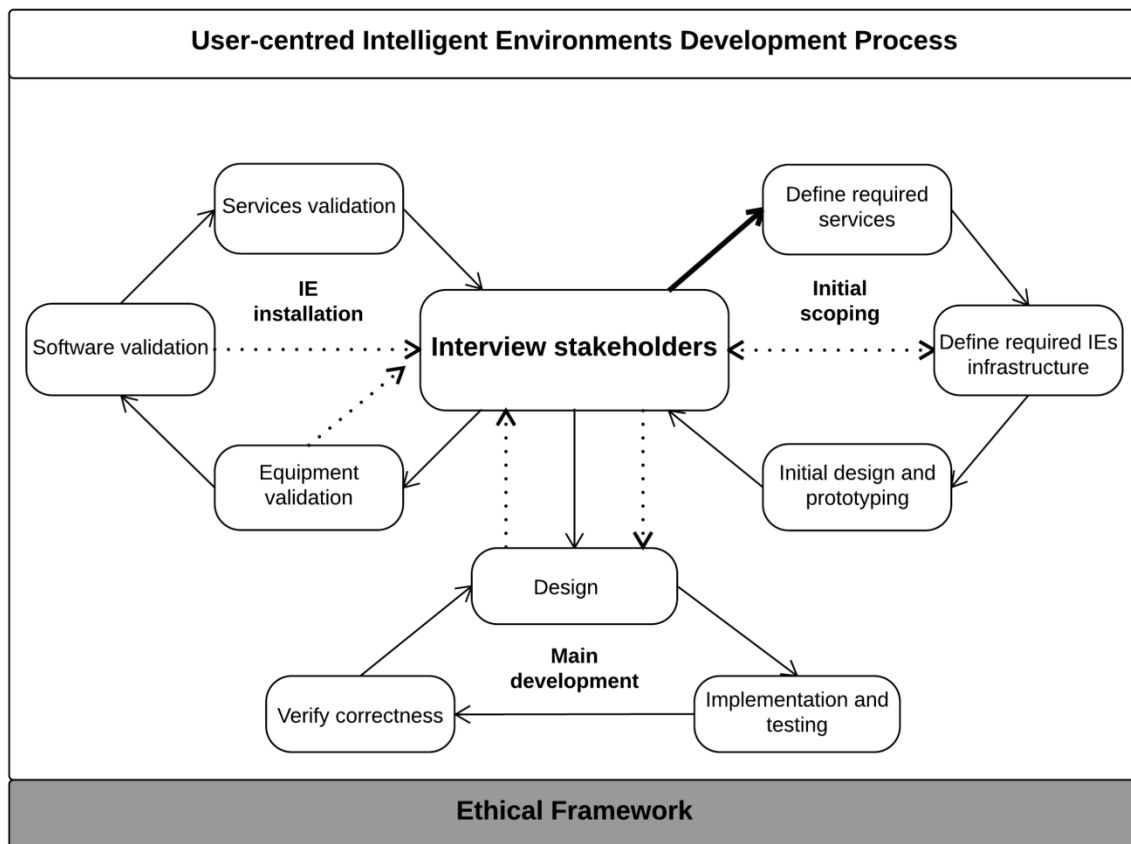 User-centred Intelligent Environments Development Process
Services validation
Define required
services
IE
installation
Initial
scoping
Software validation
Interview stakeholders
Define required IEs
infrastructure
Equipment
validation
Initial design and
prototyping
Design
Main
development
Verify correctness
Implementation and
testing
Ethical Framework